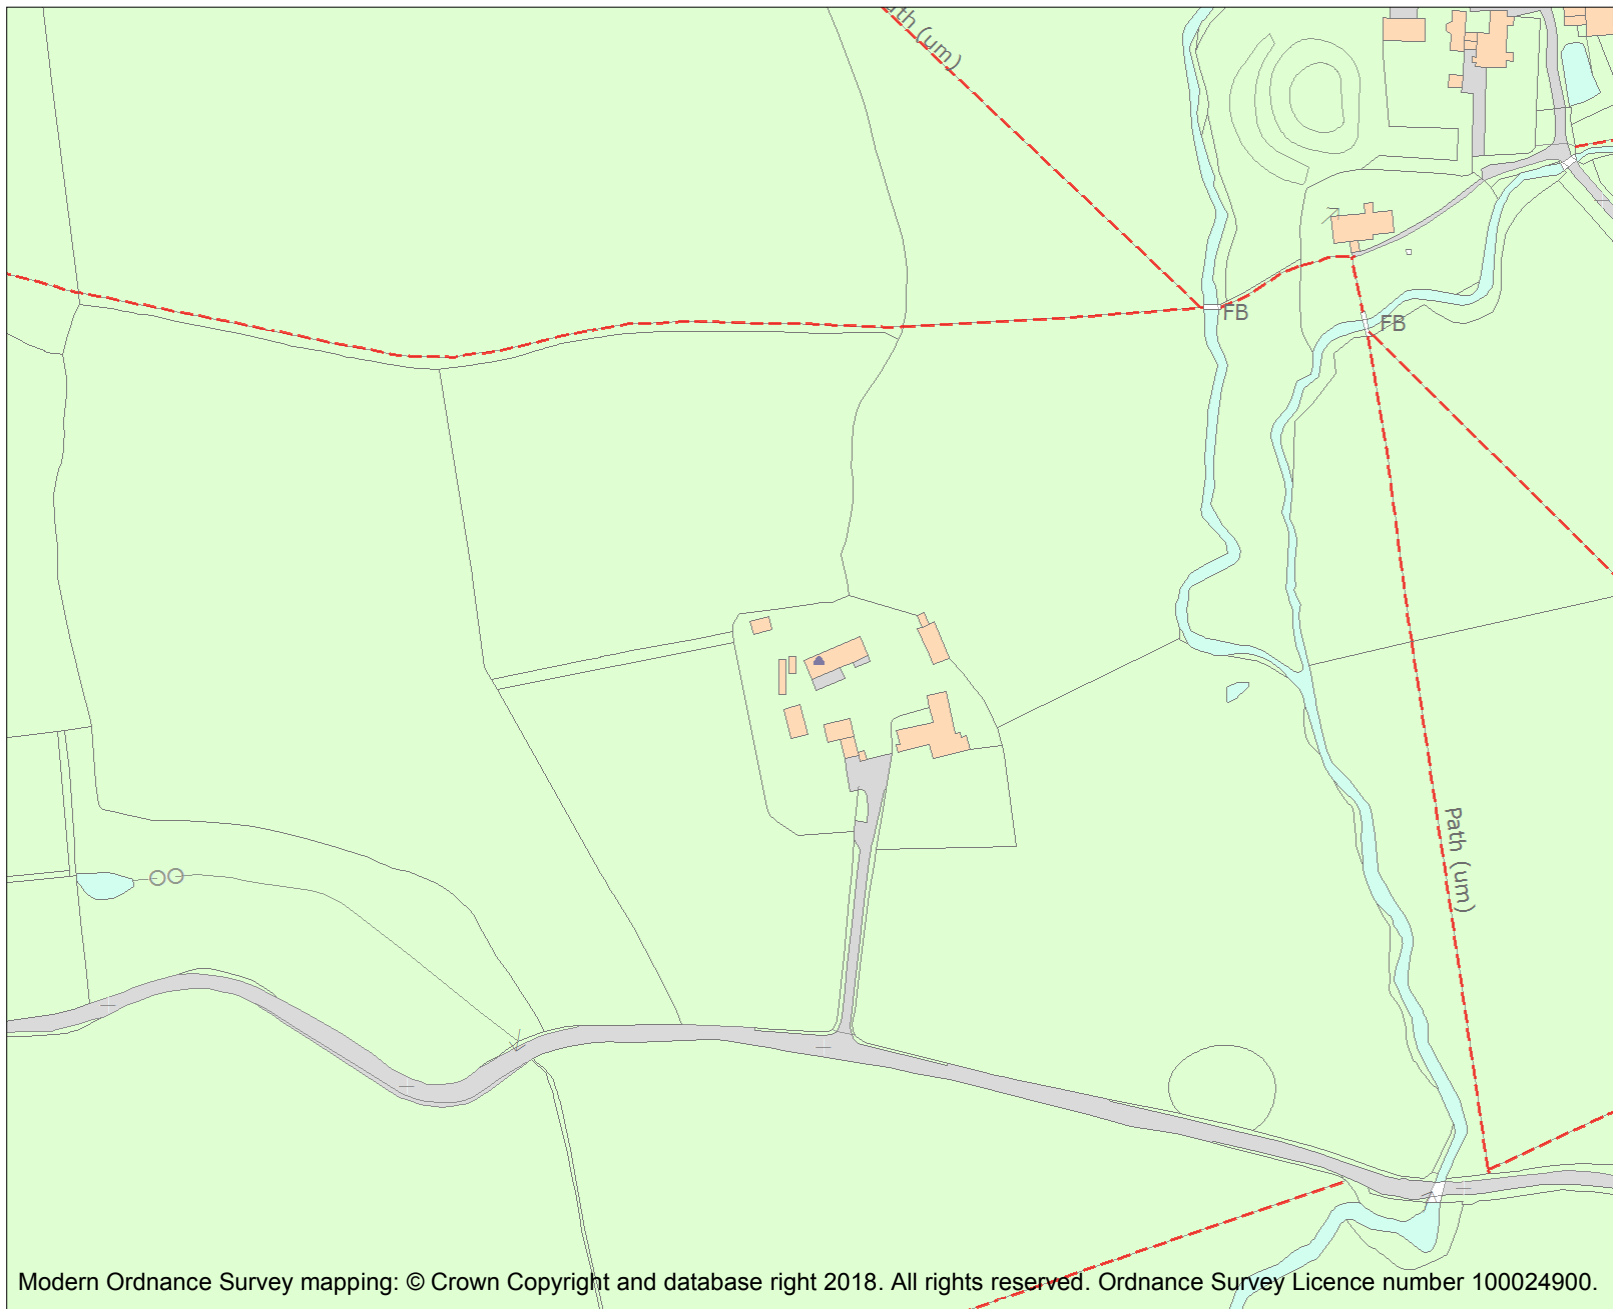 (um)
FB
FB
Path (um)
Modern Ordnance Survey mapping: © Crown Copyright and database right 2018. All rights reserved. Ordnance Survey Licence number 100024900.